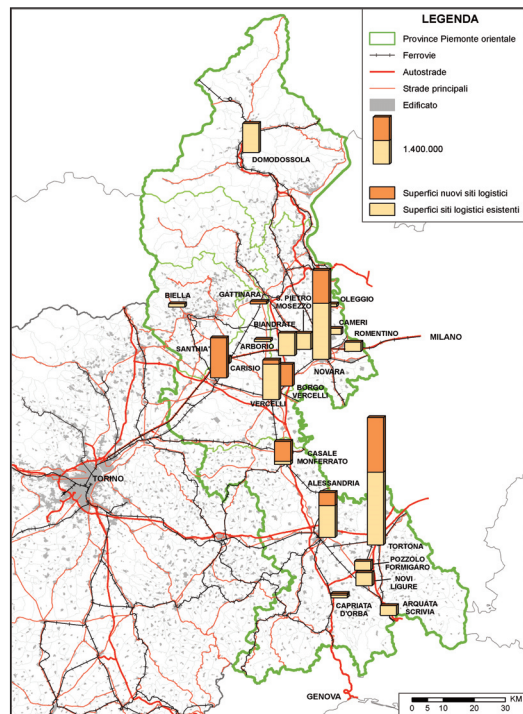 LEGENDA
Province Piemonte orientale
Ferrovie
Autostrade
Strade principali
Edificato
1.400.000
Superfici nuovi siti logistici
Superfici siti logistici esistenti
DOMODOSSOLA
BIELLA
GATTINARA
S. PIETRO
MOSEZZO
OLEGGIO
BIANDRATE
CAMERI
ROMENTINO
MILANO
SANTHIA'
ARBORIO
CARISIO
NOVARA
BORGO
VERCELLI
VERCELLI
CASALE
MONFERRATO
TORINO
ALESSANDRIA
TORTONA
POZZOLO
FORMIGARO
NOVI
LIGURE
CAPRIATA
D'ORBA
ARQUATA
SCRIVIA
GENOVA
KM
0 5 10 20 30